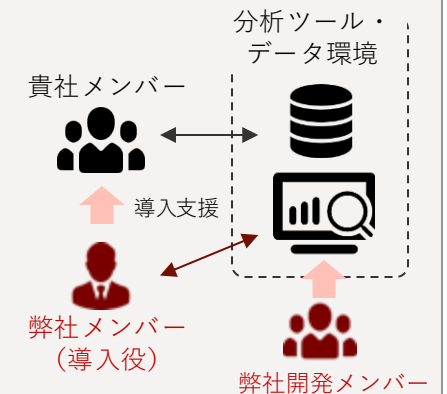 分析ツール・
データ環境
貴社メンバー
導入支援
弊社メンバー
（導入役）
弊社開発メンバー